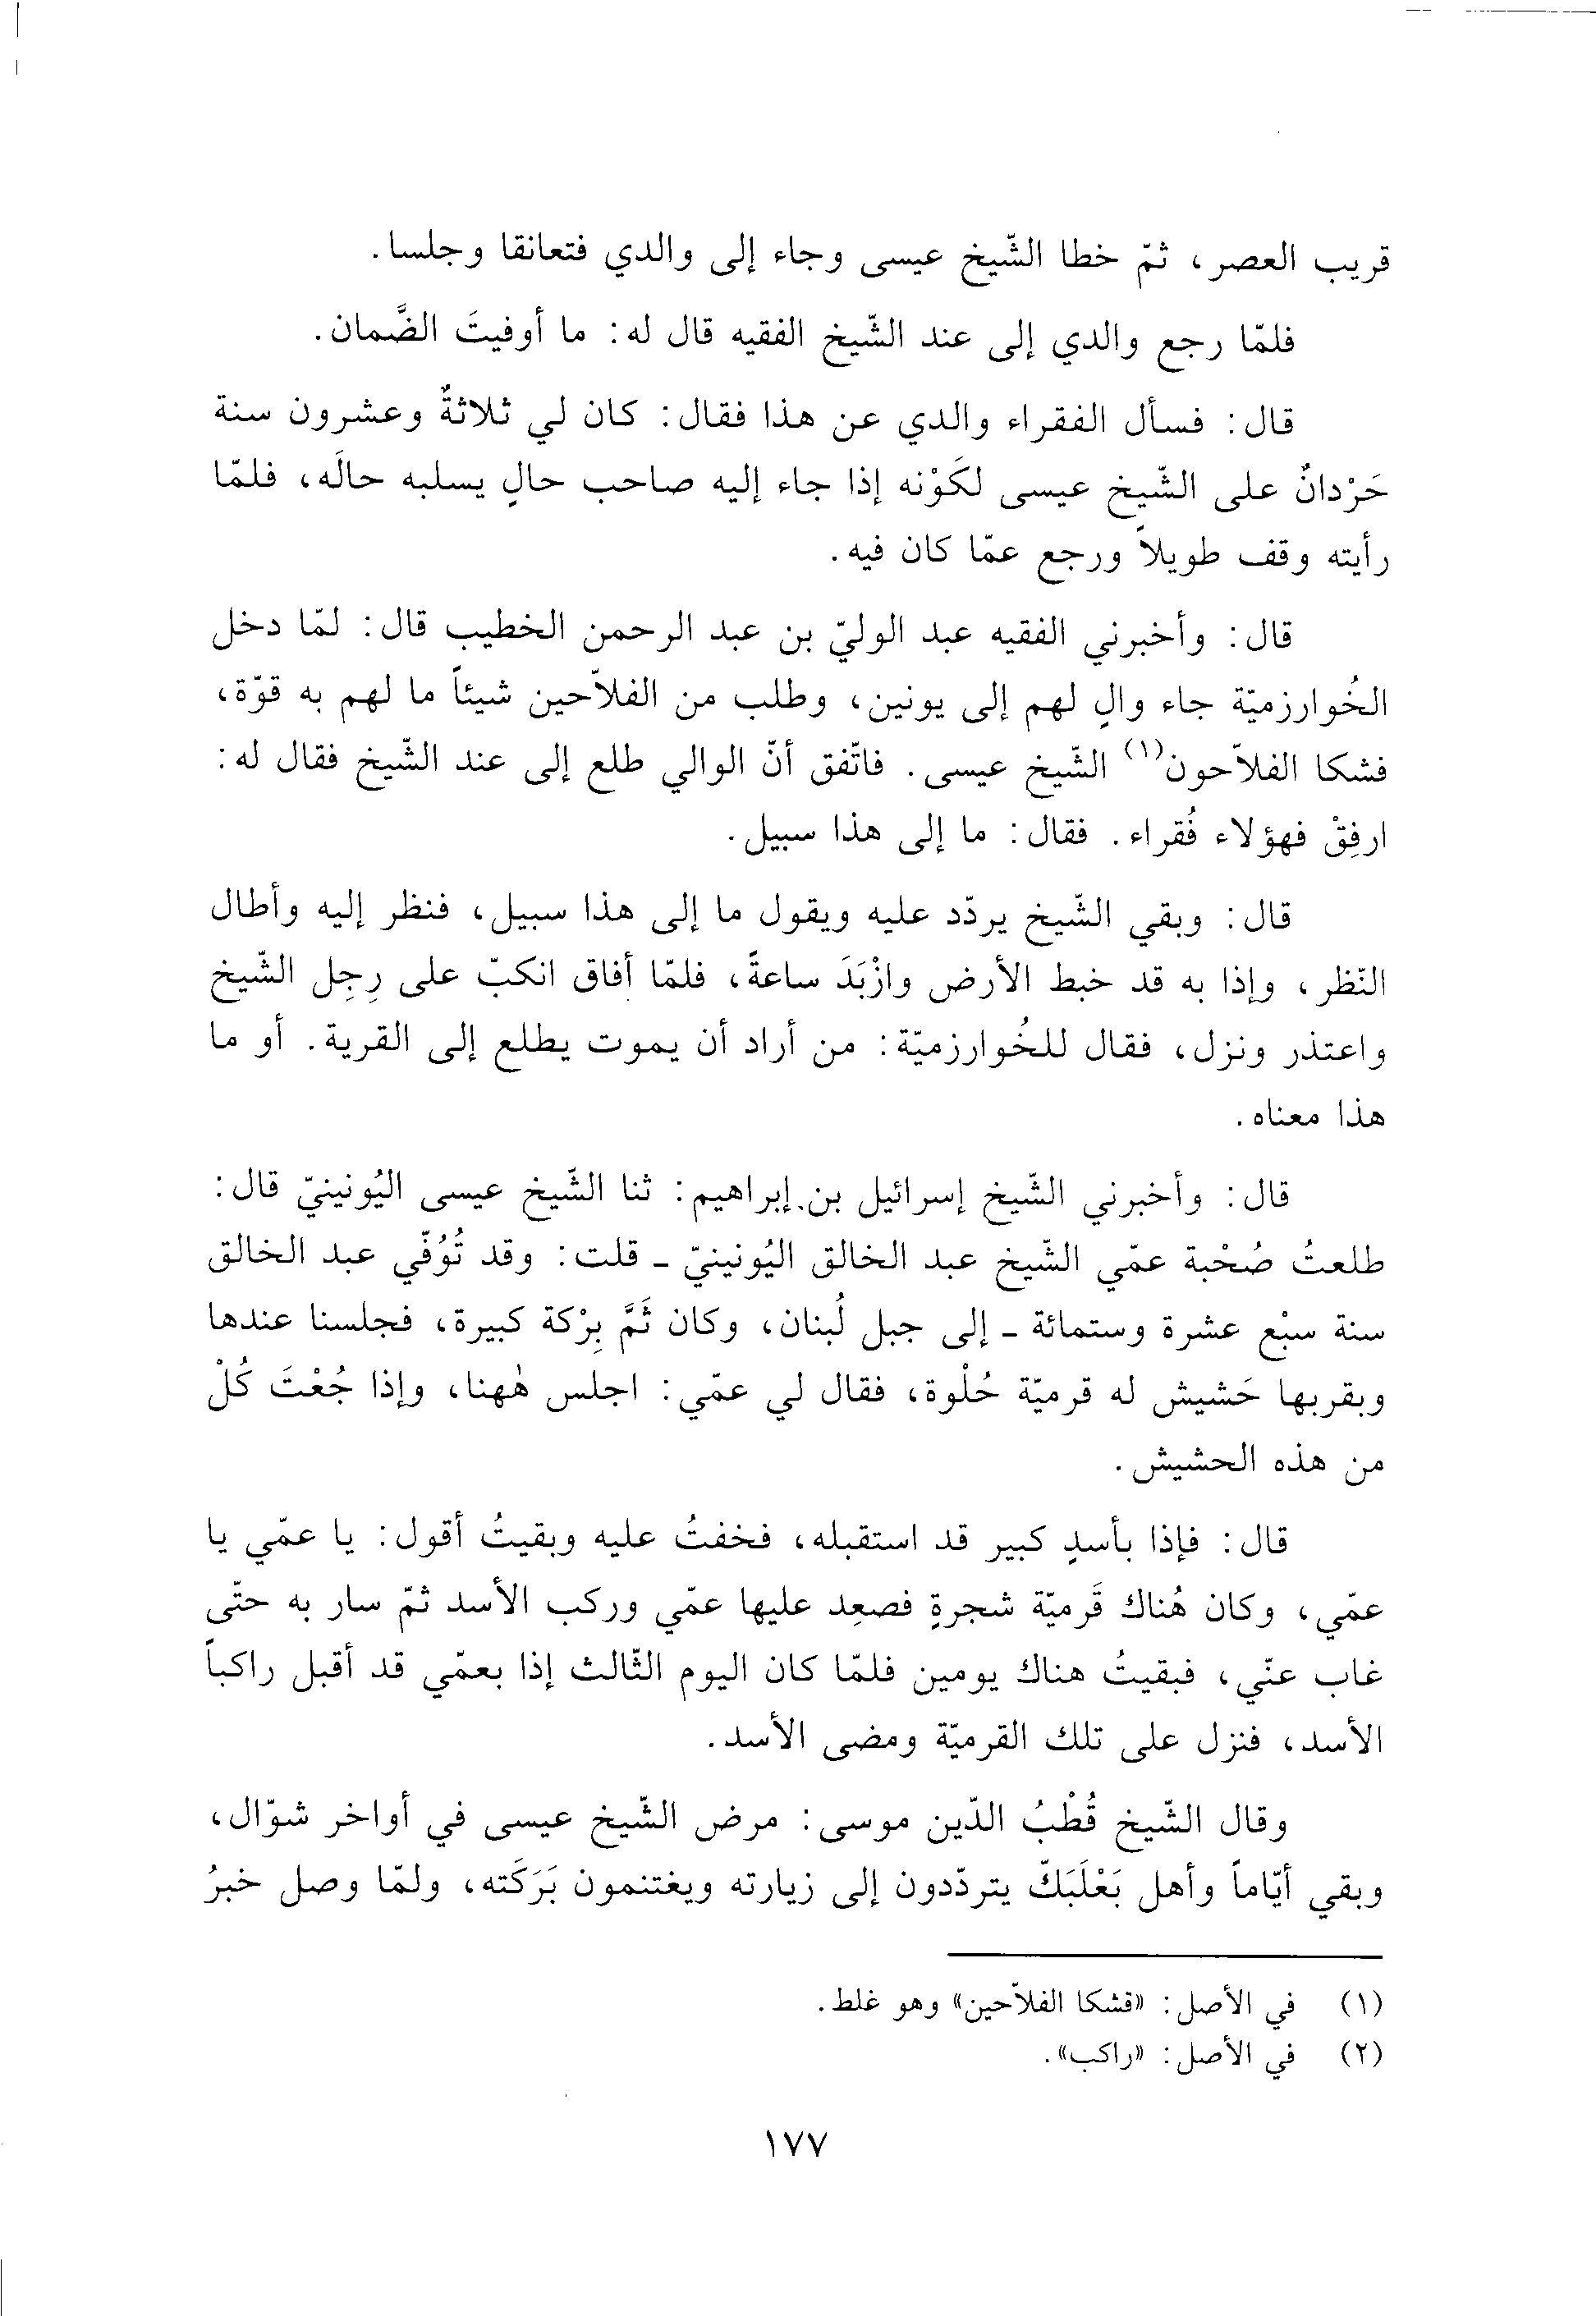 قريب العصر، ثمّ خطا الشّيخ عيسى وجاء إلى والدي فتعانقا وجلسا.
فلمّا رجع والدي إلى عند الشّيخ الفقيه قال له: ما أوفيتَ الضَّمان.
قال: فسأل الفقراء والدي عن هذا فقال: كان لي ثلاثةٌ وعشرون سنة
حَرْدانٌ على الشّيخ عيسى لكَوْنه إذا جاء إليه صاحب حالٍ يسلبه حالَه، فلمّا
رأيته وقف طويلاً ورجع عمّا كان فيه.
قال: وأخبرني الفقيه عبد الوليّ بن عبد الرحمن الخطيب قال: لمّا دخل
الخُوارزميّة جاء والٍ لهم إلى يونين، وطلب من الفلاّحين شيئاً ما لهم به قوّة،
فشكا الفلاّحون(١) الشّيخ عيسى. فاتّفق أنّ الوالي طلع إلى عند الشّيخ فقال له:
ارفِقْ فهؤلاء فُقراء. فقال: ما إلى هذا سبيل.
قال: وبقي الشّيخ يردّد عليه ويقول ما إلى هذا سبيل، فنظر إليه وأطال
النّظر، وإذا به قد خبط الأرض وازْبَدَ ساعةً، فلمّا أفاق انكبّ على رِجِل الشّيخ
واعتذر ونزل، فقال للخُوارزميّة: من أراد أن يموت يطلع إلى القرية. أو ما
هذا معناه.
قال: وأخبرني الشّيخ إسرائيل بن إبراهيم: ثنا الشّيخ عيسى اليُونينيّ قال:
طلعتُ صُحْبة عمّي الشّيخ عبد الخالق اليُونينيّ ـ قلت: وقد تُوُفّي عبد الخالق
سنة سبْع عشرة وستمائة ـ إلى جبل لُبنان، وكان ثَمَّ بِرْكة كبيرة، فجلسنا عندها
وبقربها حَشيش له قرميّة حُلْوة، فقال لي عمّي: اجلس هٰهنا، وإذا جُعْتَ كُلْ
من هذه الحشيش.
قال: فإذا بأسدٍ كبير قد استقبله، فخفتُ عليه وبقيتُ أقول: يا عمّي يا
عمّي، وكان هُناك قَرميّة شجرةٍ فصعِد عليها عمّي وركب الأسد ثمّ سار به حتّى
غاب عنّي، فبقيتُ هناك يومين فلمّا كان اليوم الثّالث إذا بعمّي قد أقبل راكباً
الأسد، فنزل على تلك القرميّة ومضى الأسد.
وقال الشّيخ قُطْبُ الدّين موسى: مرض الشّيخ عيسى في أواخر شوّال،
وبقي أيّاماً وأهل بَعْلَبَكّ يتردّدون إلى زيارته ويغتنمون بَرَكَته، ولمّا وصل خبرُ
(١) في الأصل: «فشكا الفلاّحين» وهو غلط.
(٢) في الأصل: «راكب».
١٧٧